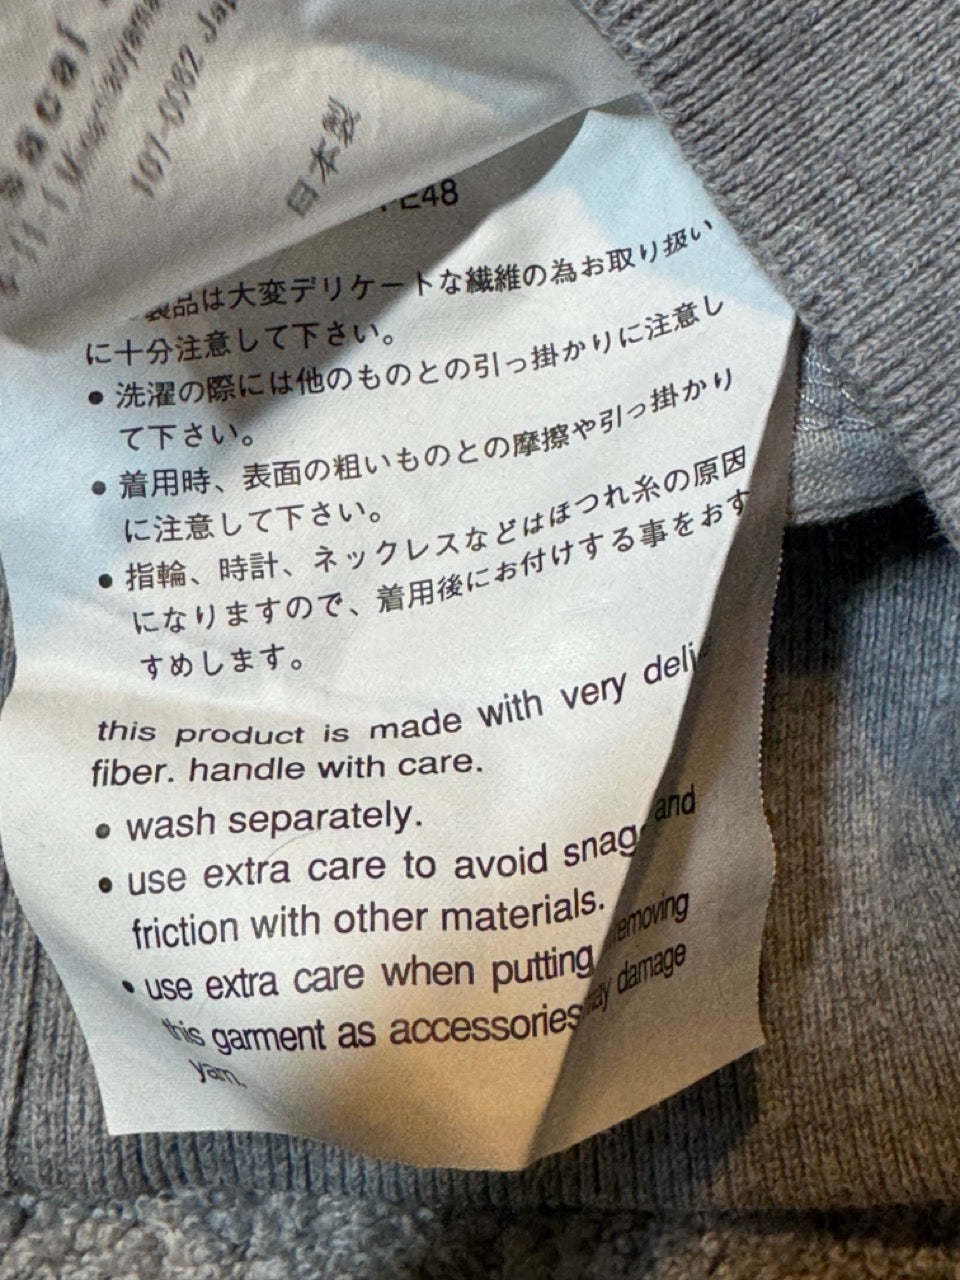 sacai
107-0062 Jap
日本製
E48
製品は大変デリケートな繊維の為お取り扱い
に十分注意して下さい。
● 洗濯の際には他のものとの引っ掛かりに注意し
て下さい。
● 着用時、表面の粗いものとの摩擦や引っ掛かり
に注意して下さい。
● 指輪、時計、ネックレスなどはほつれ糸の原因
になりますので、着用後にお付けする事をおす
すめします。
this product is made with very deli
fiber. handle with care.
● wash separately.
● use extra care to avoid snag and
friction with other materials.
● use extra care when putting emoving
this garment as accessories may damage
yarn.